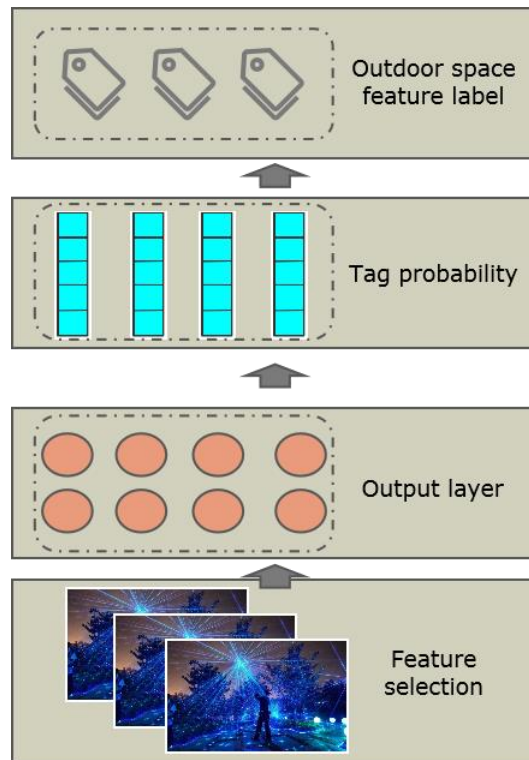 Outdoor space
feature label
Tag probability
Output layer
Feature
selection